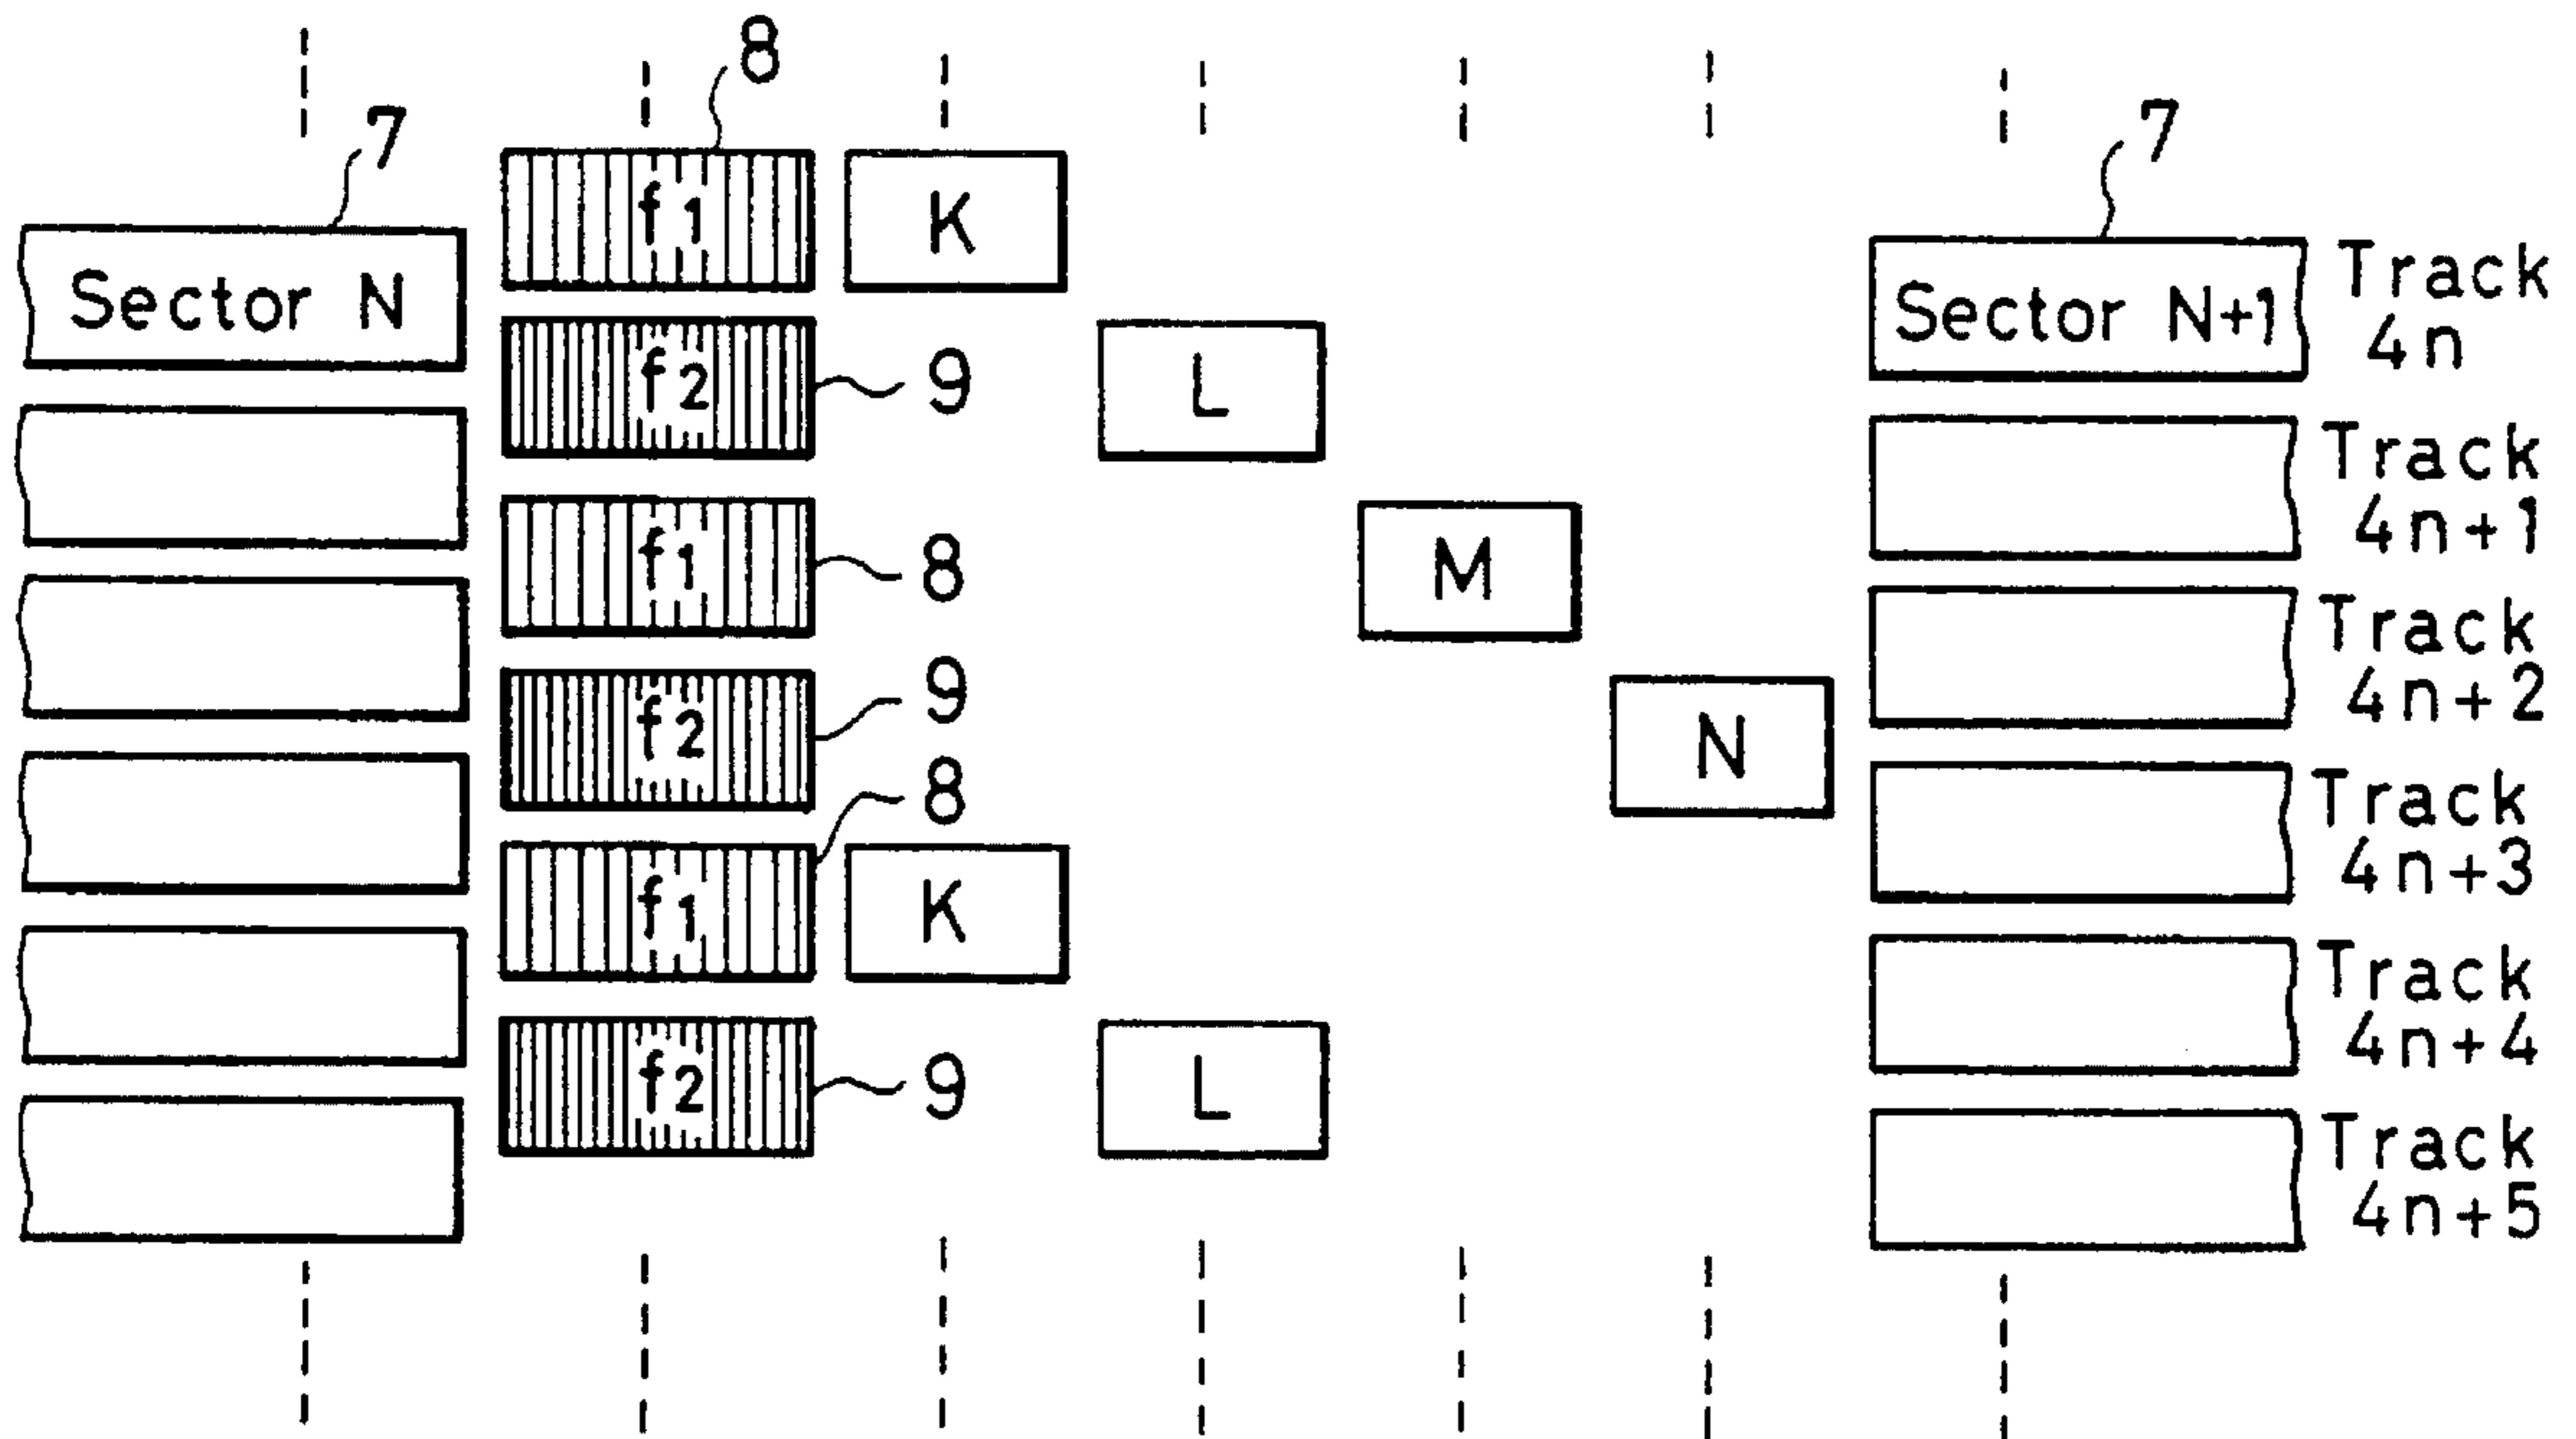 8
7
7
f1
K
Sector N
Sector N+1
Track
4n
f2
9
L
Track
4n+1
f1
8
M
Track
4n+2
f2
9
N
8
Track
4n+3
f1
K
Track
4n+4
f2
9
L
Track
4n+5